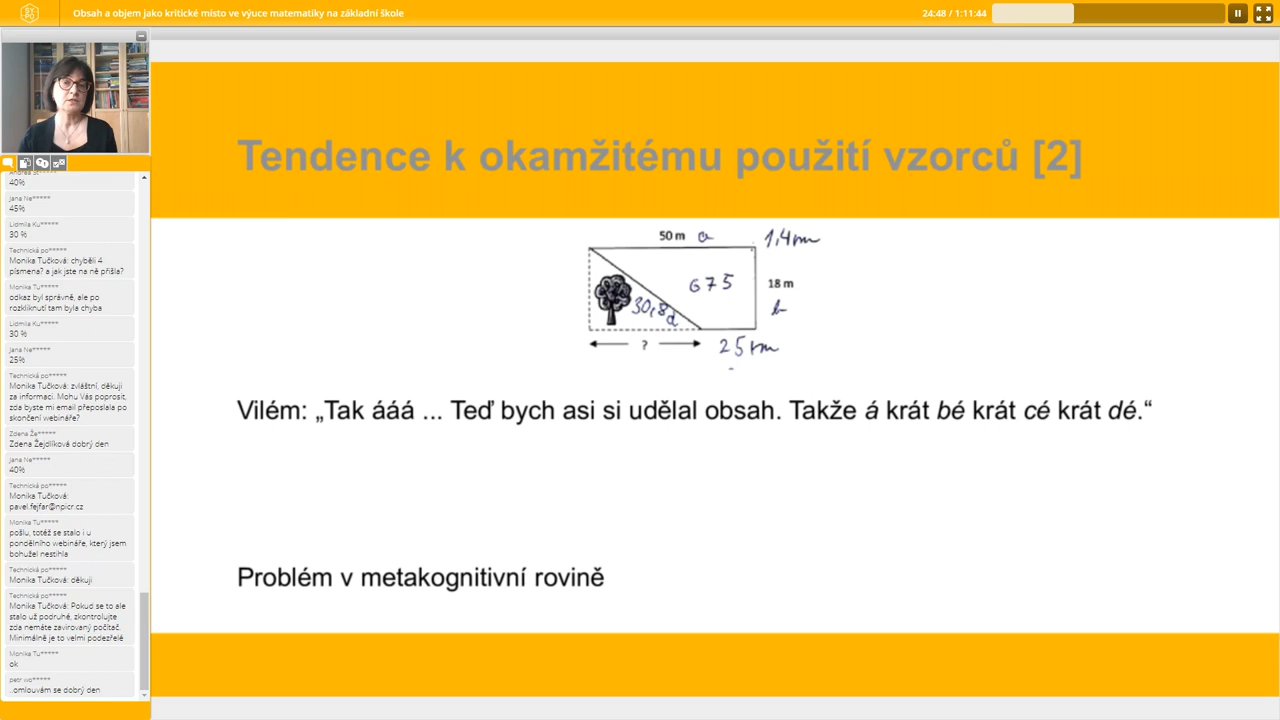 Obsah a objem jako kritické místo ve výuce matematiky na základní škole
24:48 / 1:11:44
Tendence k okamžitému použití vzorců [2]
50 m a 1,4 m
675
18 m
b
30,8
d
?
25 m
Vilém: „Tak ááá ... Teď bych asi si udělal obsah. Takže á krát bé krát cé krát dé.“
Problém v metakognitivní rovině
40%
Jana Ne*****
45%
Lidmila Ku*****
30 %
Technická po*****
Monika Tučková: chyběli 4
písmena? a jak jste na ně přišla?
Monika Tu*****
odkaz byl správně, ale po
rozkliknutí tam byla chyba
Lidmila Ku*****
30 %
Jana Ne*****
25%
Technická po*****
Monika Tučková: zvláštní, děkuji
za informaci. Mohu Vás poprosit,
zda byste mi email přeposlala po
skončení webináře?
Zdena Že*****
Zdena Žejdlíková dobrý den
Jana Ne*****
40%
Technická po*****
Monika Tučková:
pavel.fejfar@npicr.cz
Monika Tu*****
pošlu, totéž se stalo i u
pondělního webináře, který jsem
bohužel nestihla
Technická po*****
Monika Tučková: děkuji
Technická po*****
Monika Tučková: Pokud se to ale
stalo už podruhé, zkontrolujte
zda nemáte zavirovaný počítač.
Minimálně je to velmi podezřelé
Monika Tu*****
ok
petr wo*****
..omlouvám se dobrý den